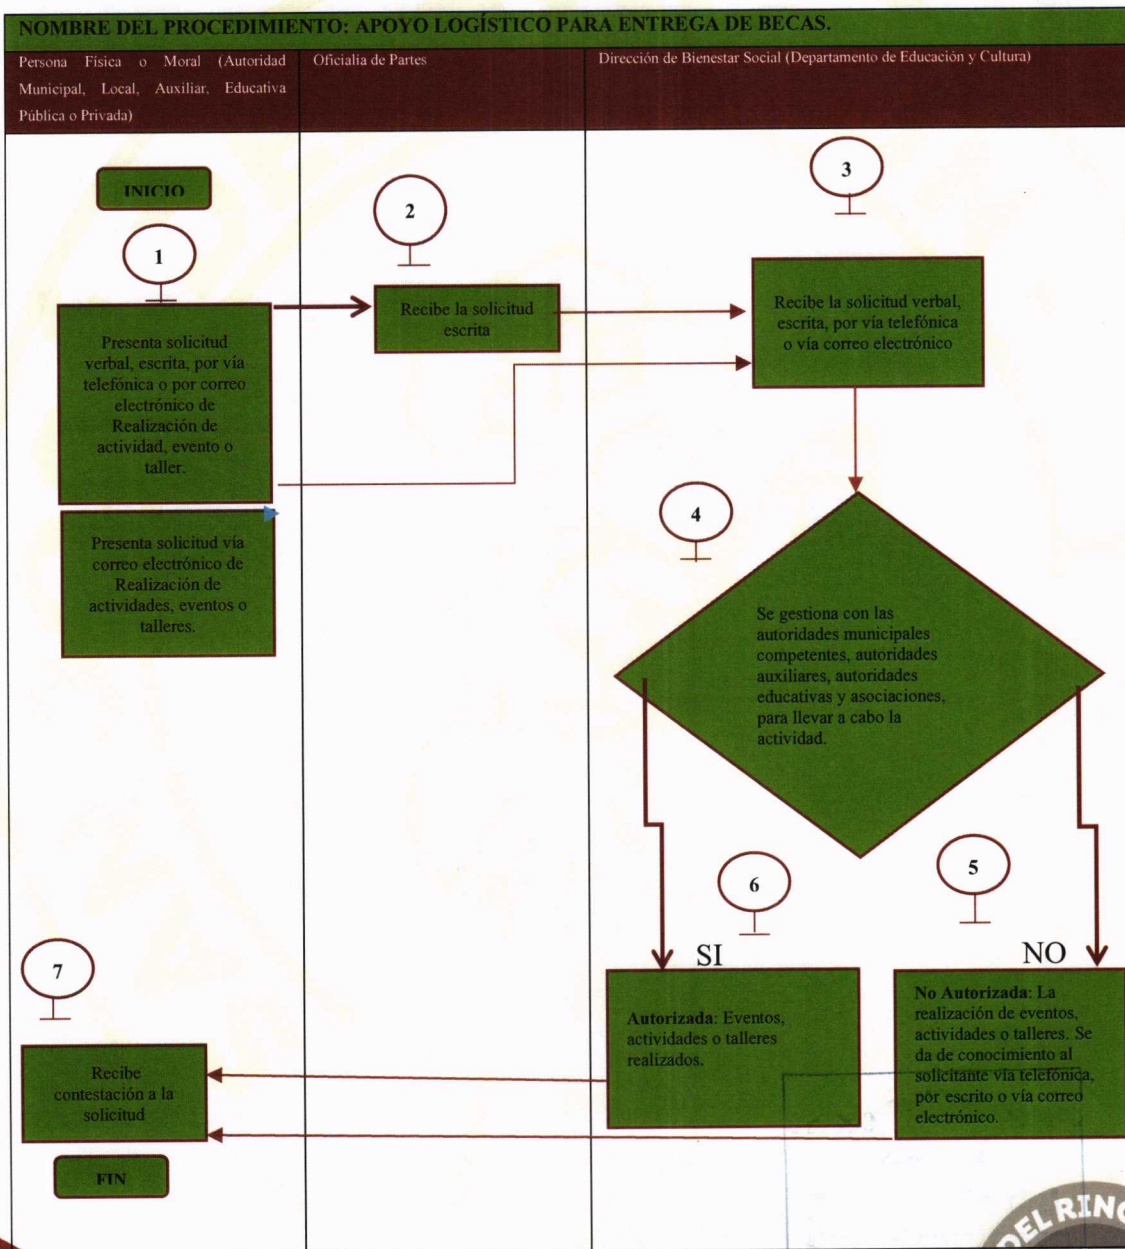 NOMBRE DEL PROCEDIMIENTO: APOYO LOGÍSTICO PARA ENTREGA DE BECAS.
Persona Física o Moral (Autoridad
Municipal, Local, Auxiliar, Educativa
Pública o Privada)
Oficialia de Partes
Dirección de Bienestar Social (Departamento de Educación y Cultura)
INICIO
1
Presenta solicitud
verbal, escrita, por vía
telefónica o por correo
electrónico de
Realización de
actividad, evento o
taller.
Presenta solicitud vía
correo electrónico de
Realización de
actividades, eventos o
talleres.
2
Recibe la solicitud
escrita
3
Recibe la solicitud verbal,
escrita, por vía telefónica
o vía correo electrónico
4
Se gestiona con las
autoridades municipales
competentes, autoridades
auxiliares, autoridades
educativas y asociaciones,
para llevar a cabo la
actividad.
6
SI
Autorizada: Eventos,
actividades o talleres
realizados.
5
NO
No Autorizada: La
realización de eventos,
actividades o talleres. Se
da de conocimiento al
solicitante vía telefónica,
por escrito o vía correo
electrónico.
7
Recibe
contestación a la
solicitud
FIN